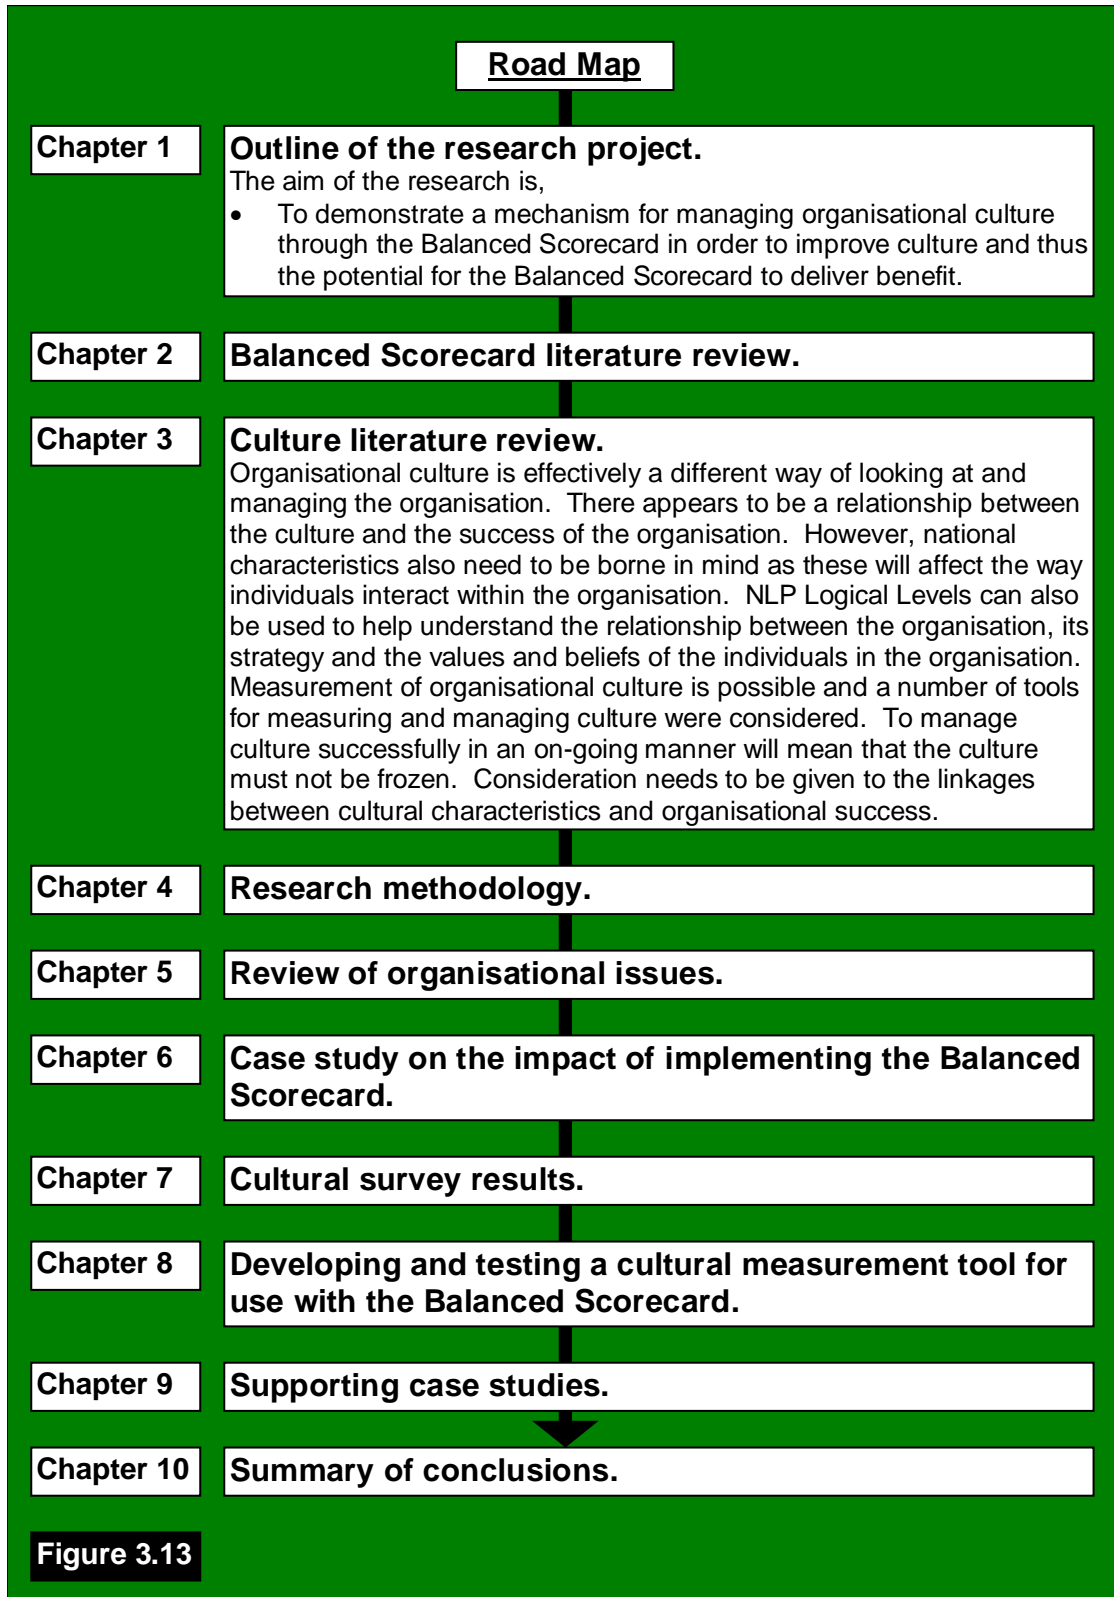 Road Map
Chapter 1
Outline of the research project.
The aim of the research is,
• To demonstrate a mechanism for managing organisational culture
through the Balanced Scorecard in order to improve culture and thus
the potential for the Balanced Scorecard to deliver benefit.
Chapter 2
Balanced Scorecard literature review.
Chapter 3
Culture literature review.
Organisational culture is effectively a different way of looking at and
managing the organisation.  There appears to be a relationship between
the culture and the success of the organisation.  However, national
characteristics also need to be borne in mind as these will affect the way
individuals interact within the organisation.  NLP Logical Levels can also
be used to help understand the relationship between the organisation, its
strategy and the values and beliefs of the individuals in the organisation.
Measurement of organisational culture is possible and a number of tools
for measuring and managing culture were considered.  To manage
culture successfully in an on-going manner will mean that the culture
must not be frozen.  Consideration needs to be given to the linkages
between cultural characteristics and organisational success.
Chapter 4
Research methodology.
Chapter 5
Review of organisational issues.
Chapter 6
Case study on the impact of implementing the Balanced
Scorecard.
Chapter 7
Cultural survey results.
Chapter 8
Developing and testing a cultural measurement tool for
use with the Balanced Scorecard.
Chapter 9
Supporting case studies.
Chapter 10
Summary of conclusions.
Figure 3.13